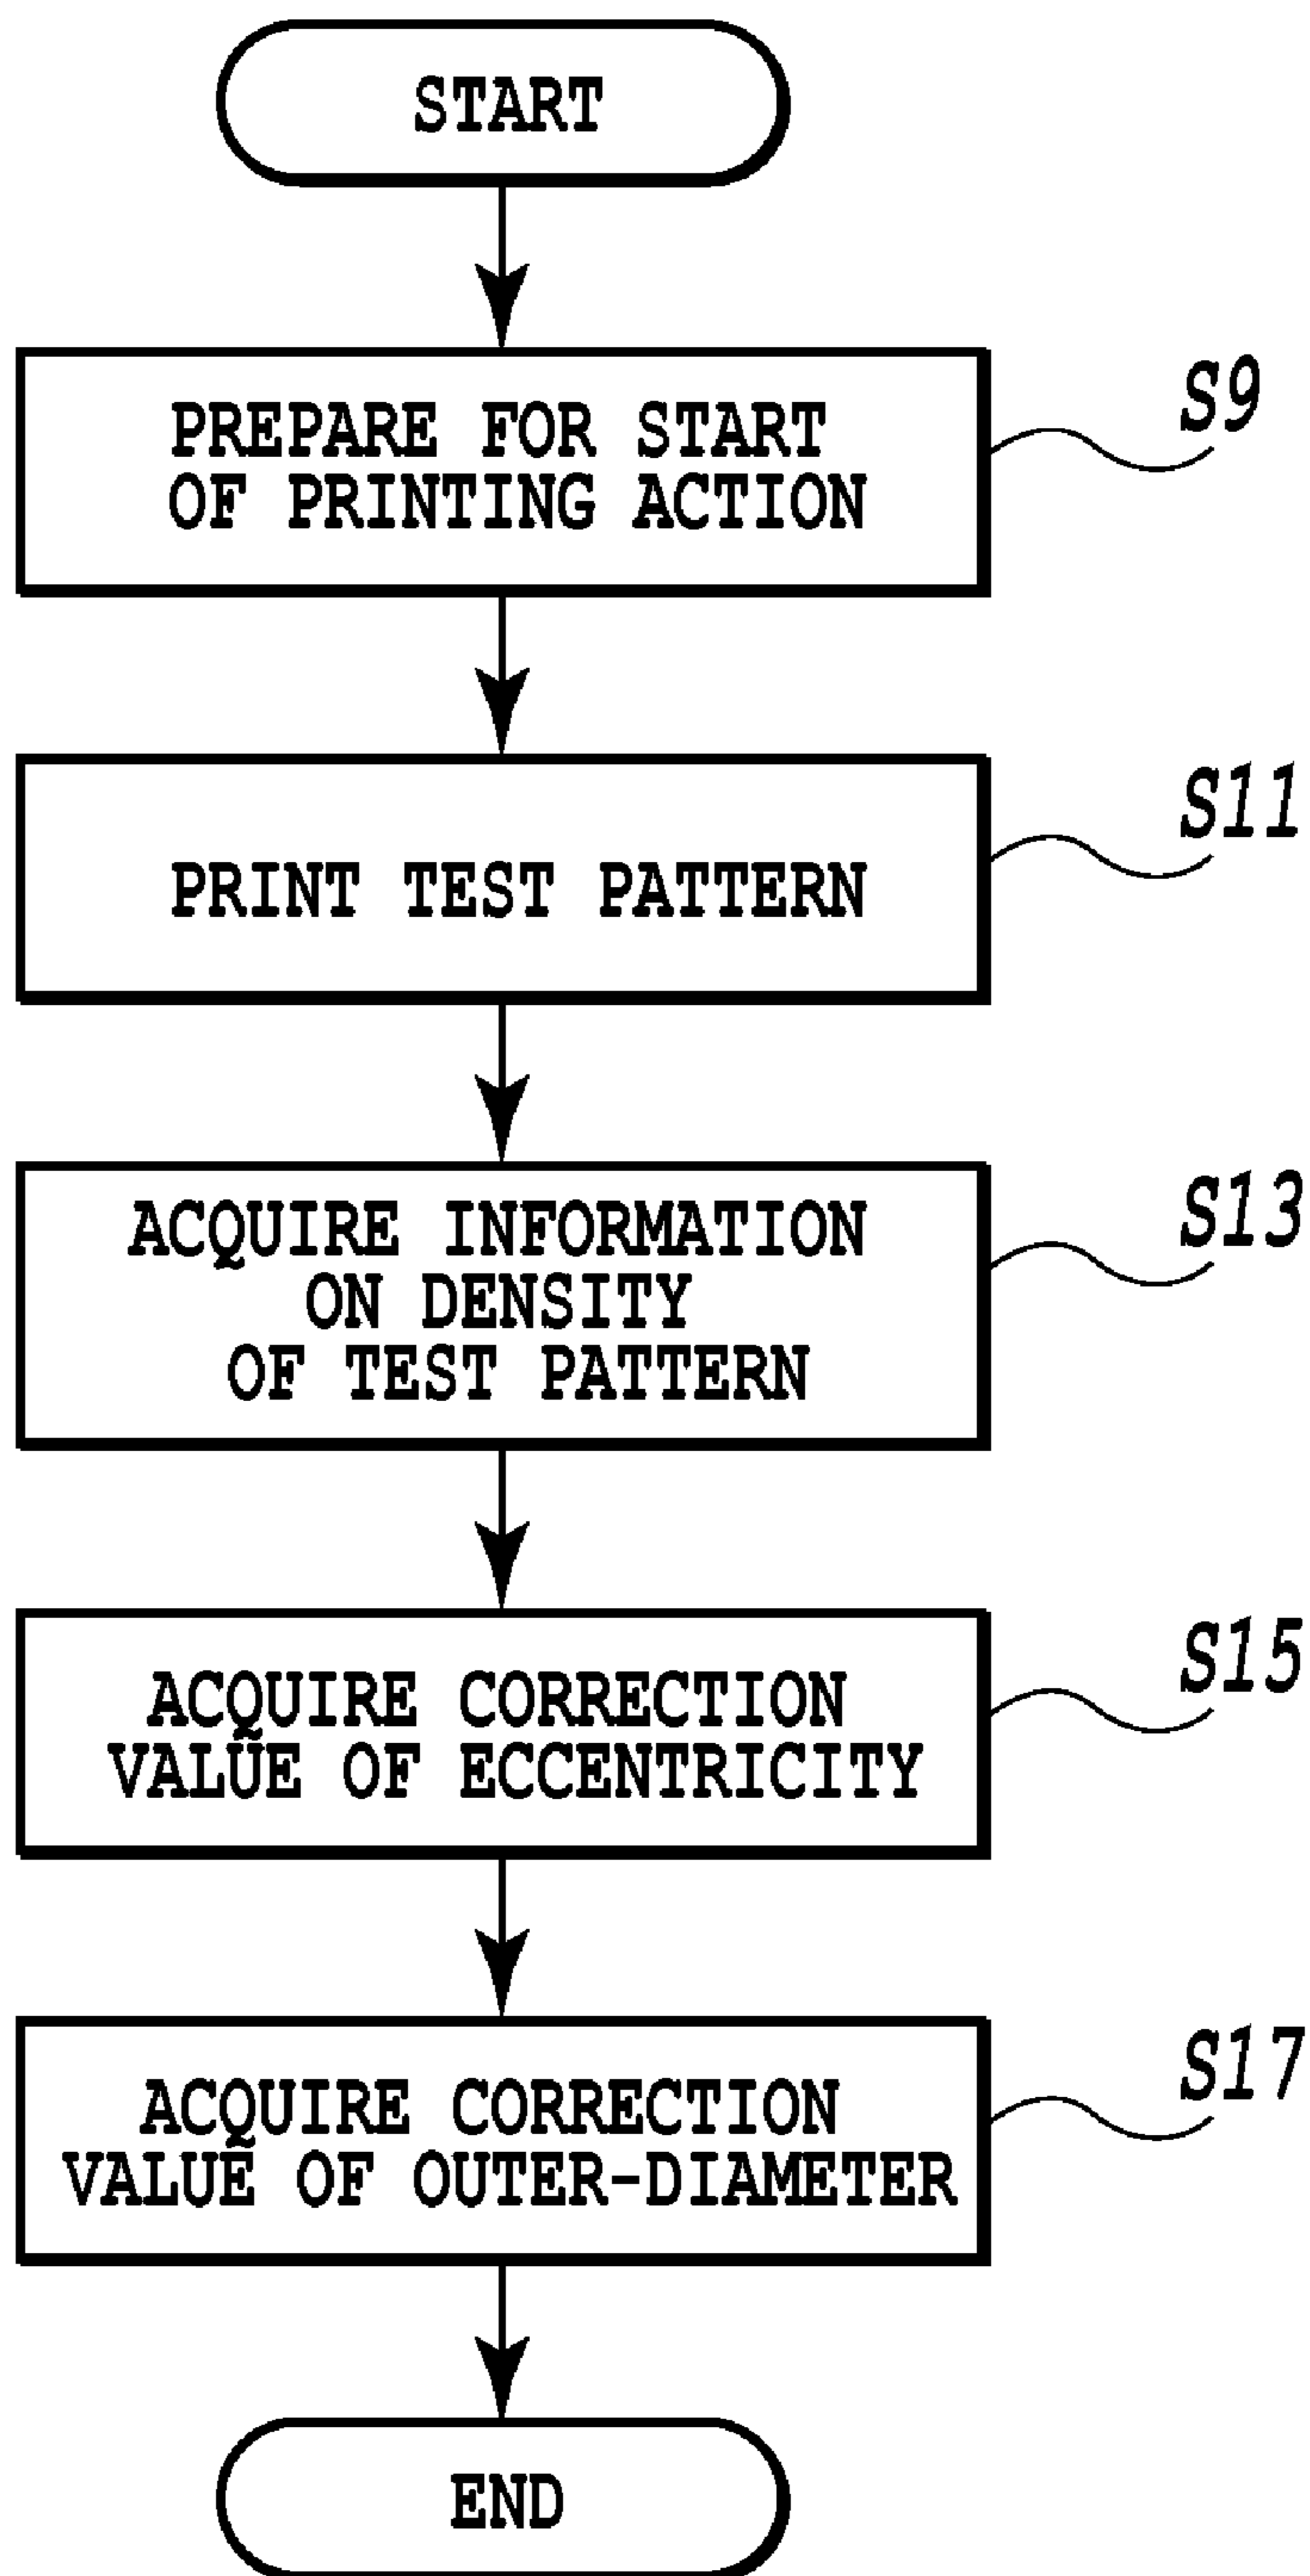 START
PREPARE FOR START
OF PRINTING ACTION
S9
PRINT TEST PATTERN
S11
ACQUIRE INFORMATION
ON DENSITY
OF TEST PATTERN
S13
ACQUIRE CORRECTION
VALUE OF ECCENTRICITY
S15
ACQUIRE CORRECTION
VALUE OF OUTER-DIAMETER
S17
END